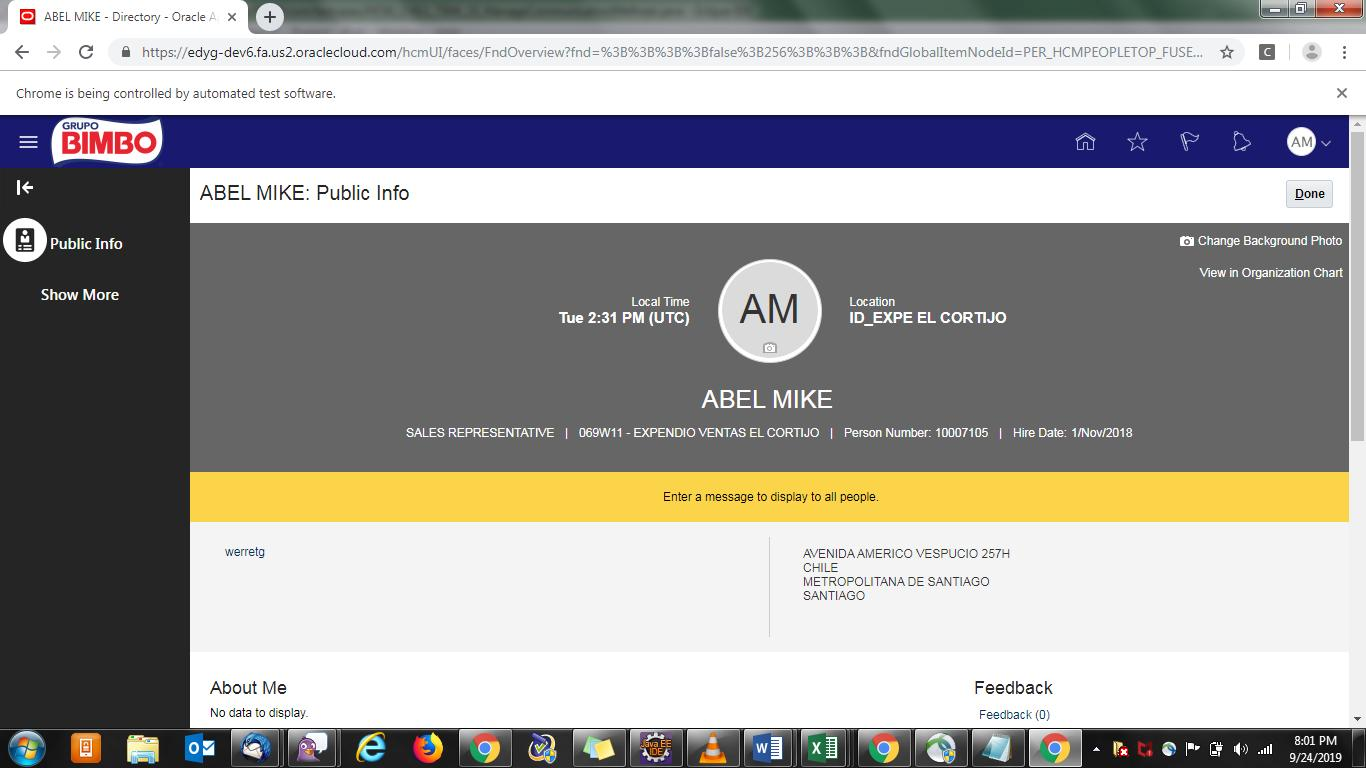 ABEL MIKE - Directory - Oracle A
https://edyg-dev6.fa.us2.oraclecloud.com/hcmUI/faces/FndOverview?fnd=%3B%3B%3B%3Bfalse%3B256%3B%3B%3B&fndGlobalItemNodeId=PER_HCMPEOPLETOP_FUSE...
C
Chrome is being controlled by automated test software.
GRUPO
BIMBO
AM
ABEL MIKE: Public Info
Done
Public Info
Show More
Change Background Photo
View in Organization Chart
Local Time
Tue 2:31 PM (UTC)
AM
Location
ID_EXPE EL CORTIJO
ABEL MIKE
SALES REPRESENTATIVE | 069W11 - EXPENDIO VENTAS EL CORTIJO | Person Number: 10007105 | Hire Date: 1/Nov/2018
Enter a message to display to all people.
werretg
AVENIDA AMERICO VESPUCIO 257H
CHILE
METROPOLITANA DE SANTIAGO
SANTIAGO
About Me
No data to display.
Feedback
Feedback (0)
Java EE
IDE
8:01 PM
9/24/2019